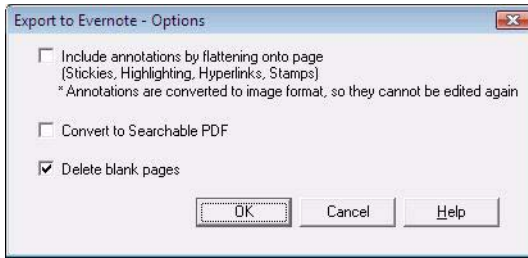 Export to Evernote - Options
Include annotations by flattening onto page
(Stickies, Highlighting, Hyperlinks, Stamps)
* Annotations are converted to image format, so they cannot be edited again
Convert to Searchable PDF
Delete blank pages
OK Cancel Help